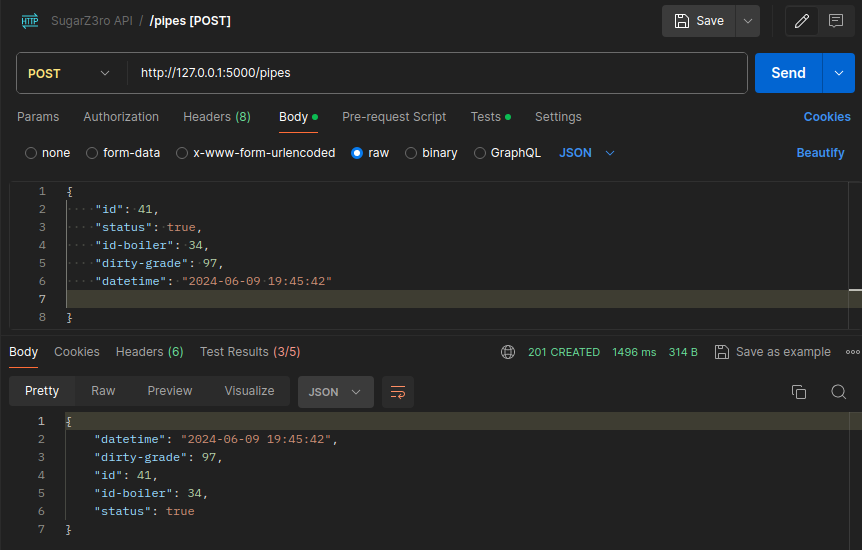 HTTP SugarZ3ro API / /pipes [POST] Save
POST http://127.0.0.1:5000/pipes Send
Params Authorization Headers (8) Body Pre-request Script Tests Settings Cookies
none form-data x-www-form-urlencoded raw binary GraphQL JSON Beautify
1 {
2 ····"id":·41,
3 ····"status":·true,
4 ····"id-boiler":·34,
5 ····"dirty-grade":·97,
6 ····"datetime":·"2024-06-09·19:45:42"
7
8 }
Body Cookies Headers (6) Test Results (3/5) 201 CREATED 1496 ms 314 B Save as example
Pretty Raw Preview Visualize JSON
1 {
2 "datetime": "2024-06-09 19:45:42",
3 "dirty-grade": 97,
4 "id": 41,
5 "id-boiler": 34,
6 "status": true
7 }